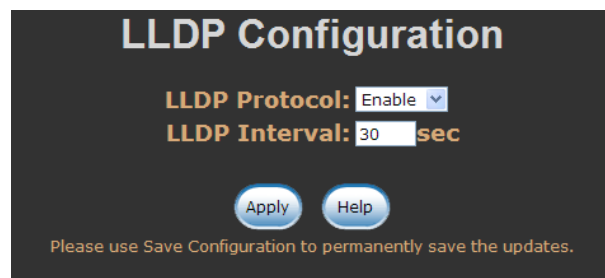 LLDP Configuration
LLDP Protocol: Enable
LLDP Interval: 30 sec
Apply Help
Please use Save Configuration to permanently save the updates.